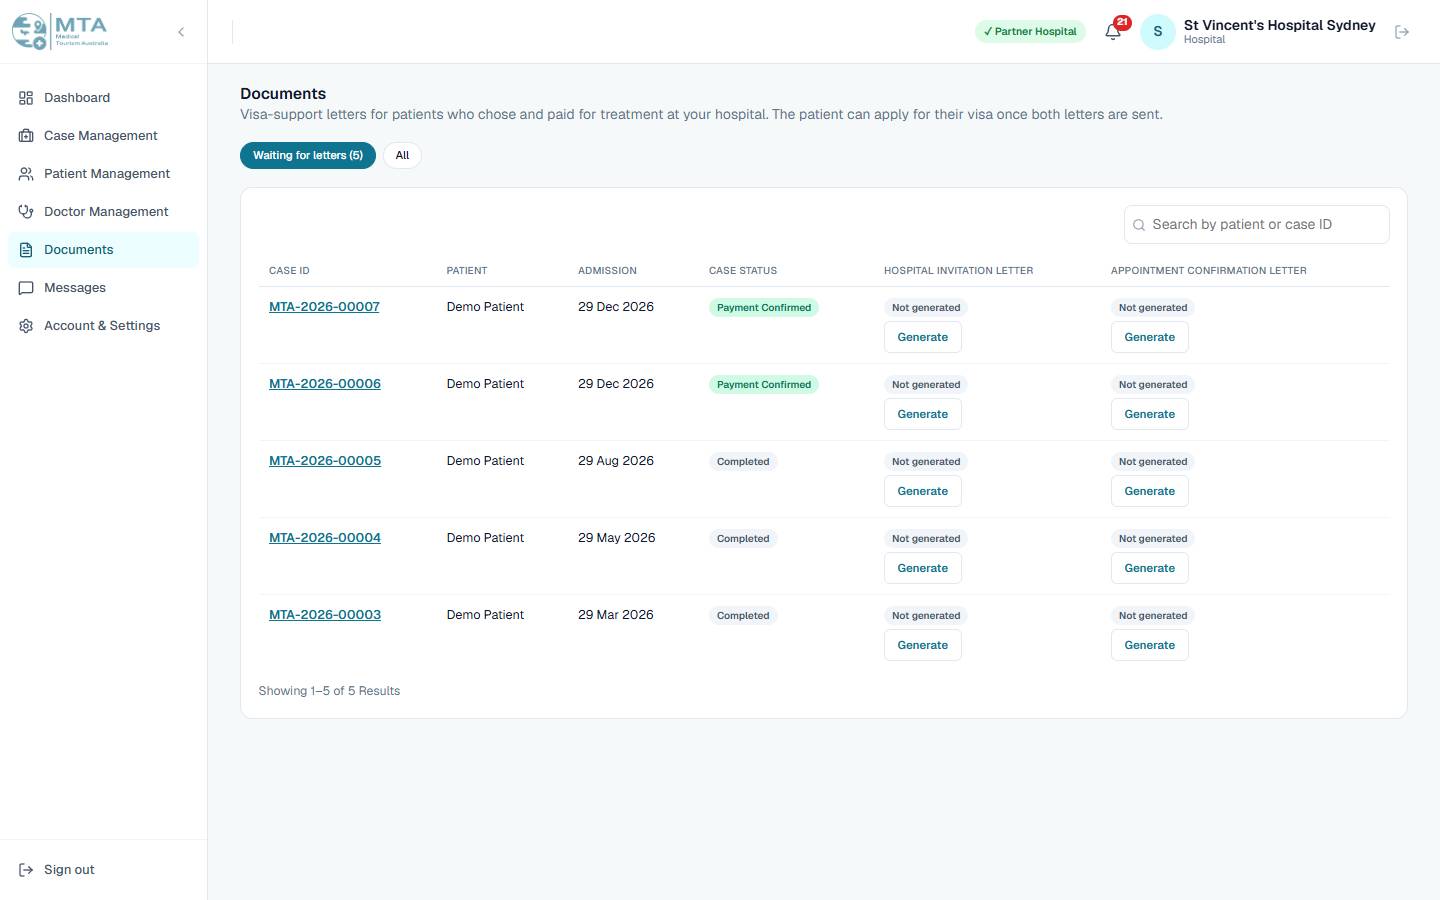 MTA
Medical
Tourism Australia
✓ Partner Hospital
21
S
St Vincent's Hospital Sydney
Hospital
Dashboard
Case Management
Patient Management
Doctor Management
Documents
Messages
Account & Settings
Sign out
Documents
Visa-support letters for patients who chose and paid for treatment at your hospital. The patient can apply for their visa once both letters are sent.
Waiting for letters (5) All
Search by patient or case ID
CASE ID PATIENT ADMISSION CASE STATUS HOSPITAL INVITATION LETTER APPOINTMENT CONFIRMATION LETTER
MTA-2026-00007 Demo Patient 29 Dec 2026 Payment Confirmed Not generated Not generated
Generate Generate
MTA-2026-00006 Demo Patient 29 Dec 2026 Payment Confirmed Not generated Not generated
Generate Generate
MTA-2026-00005 Demo Patient 29 Aug 2026 Completed Not generated Not generated
Generate Generate
MTA-2026-00004 Demo Patient 29 May 2026 Completed Not generated Not generated
Generate Generate
MTA-2026-00003 Demo Patient 29 Mar 2026 Completed Not generated Not generated
Generate Generate
Showing 1–5 of 5 Results